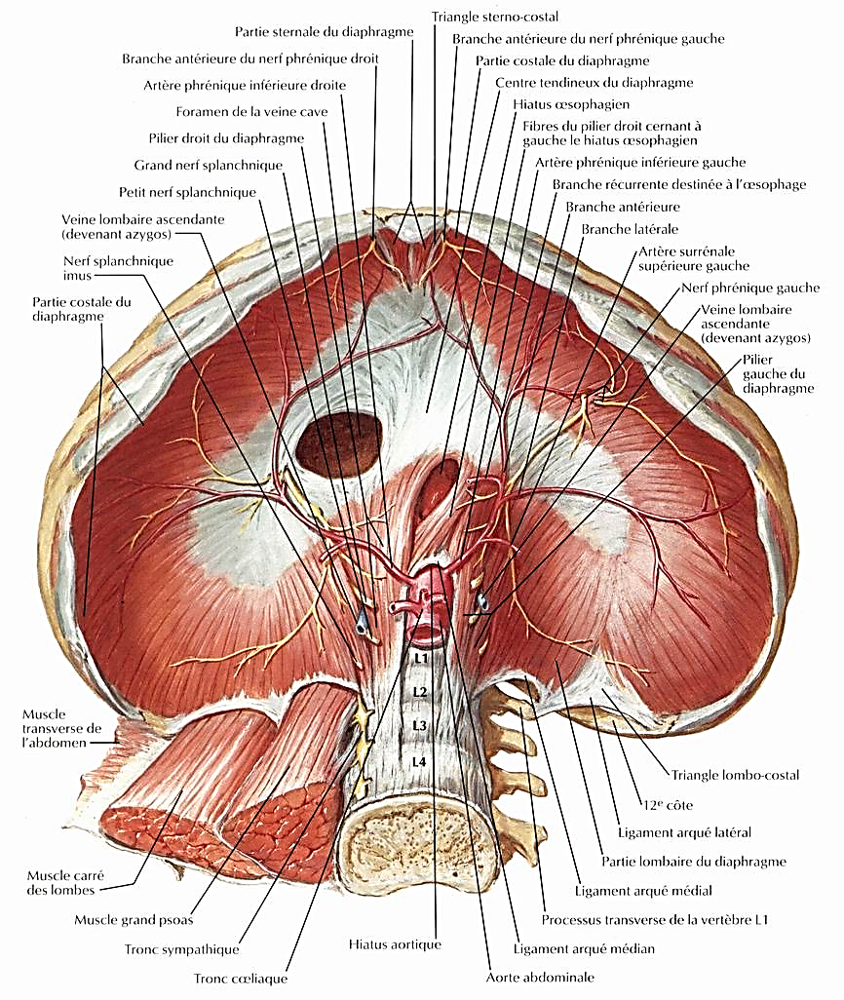 Triangle sterno-costal
Partie sternale du diaphragme
Branche antérieure du nerf phrénique gauche
Branche antérieure du nerf phrénique droit
Partie costale du diaphragme
Artère phrénique inférieure droite
Centre tendineux du diaphragme
Foramen de la veine cave
Hiatus œsophagien
Pilier droit du diaphragme
Fibres du pilier droit cernant à
gauche le hiatus œsophagien
Grand nerf splanchnique
Artère phrénique inférieure gauche
Petit nerf splanchnique
Branche récurrente destinée à l'œsophage
Branche antérieure
Veine lombaire ascendante
(devenant azygos)
Branche latérale
Nerf splanchnique
imus
Artère surrénale
supérieure gauche
Partie costale du
diaphragme
Nerf phrénique gauche
Veine lombaire
ascendante
(devenant azygos)
Pilier
gauche du
diaphragme
L1
L2
L3
L4
Muscle
transverse de
l'abdomen
Triangle lombo-costal
12e côte
Ligament arqué latéral
Partie lombaire du diaphragme
Muscle carré
des lombes
Ligament arqué médial
Muscle grand psoas
Processus transverse de la vertèbre L1
Tronc sympathique
Hiatus aortique
Ligament arqué médian
Tronc cœliaque
Aorte abdominale